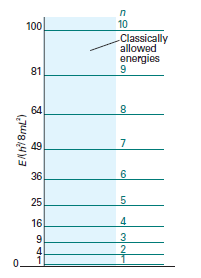 n
100 10
Classically
allowed
energies
81 9
64 8
49 7
36 6
25 5
16 4
9 3
4 2
1 1
0
E/(h²/8mL²)